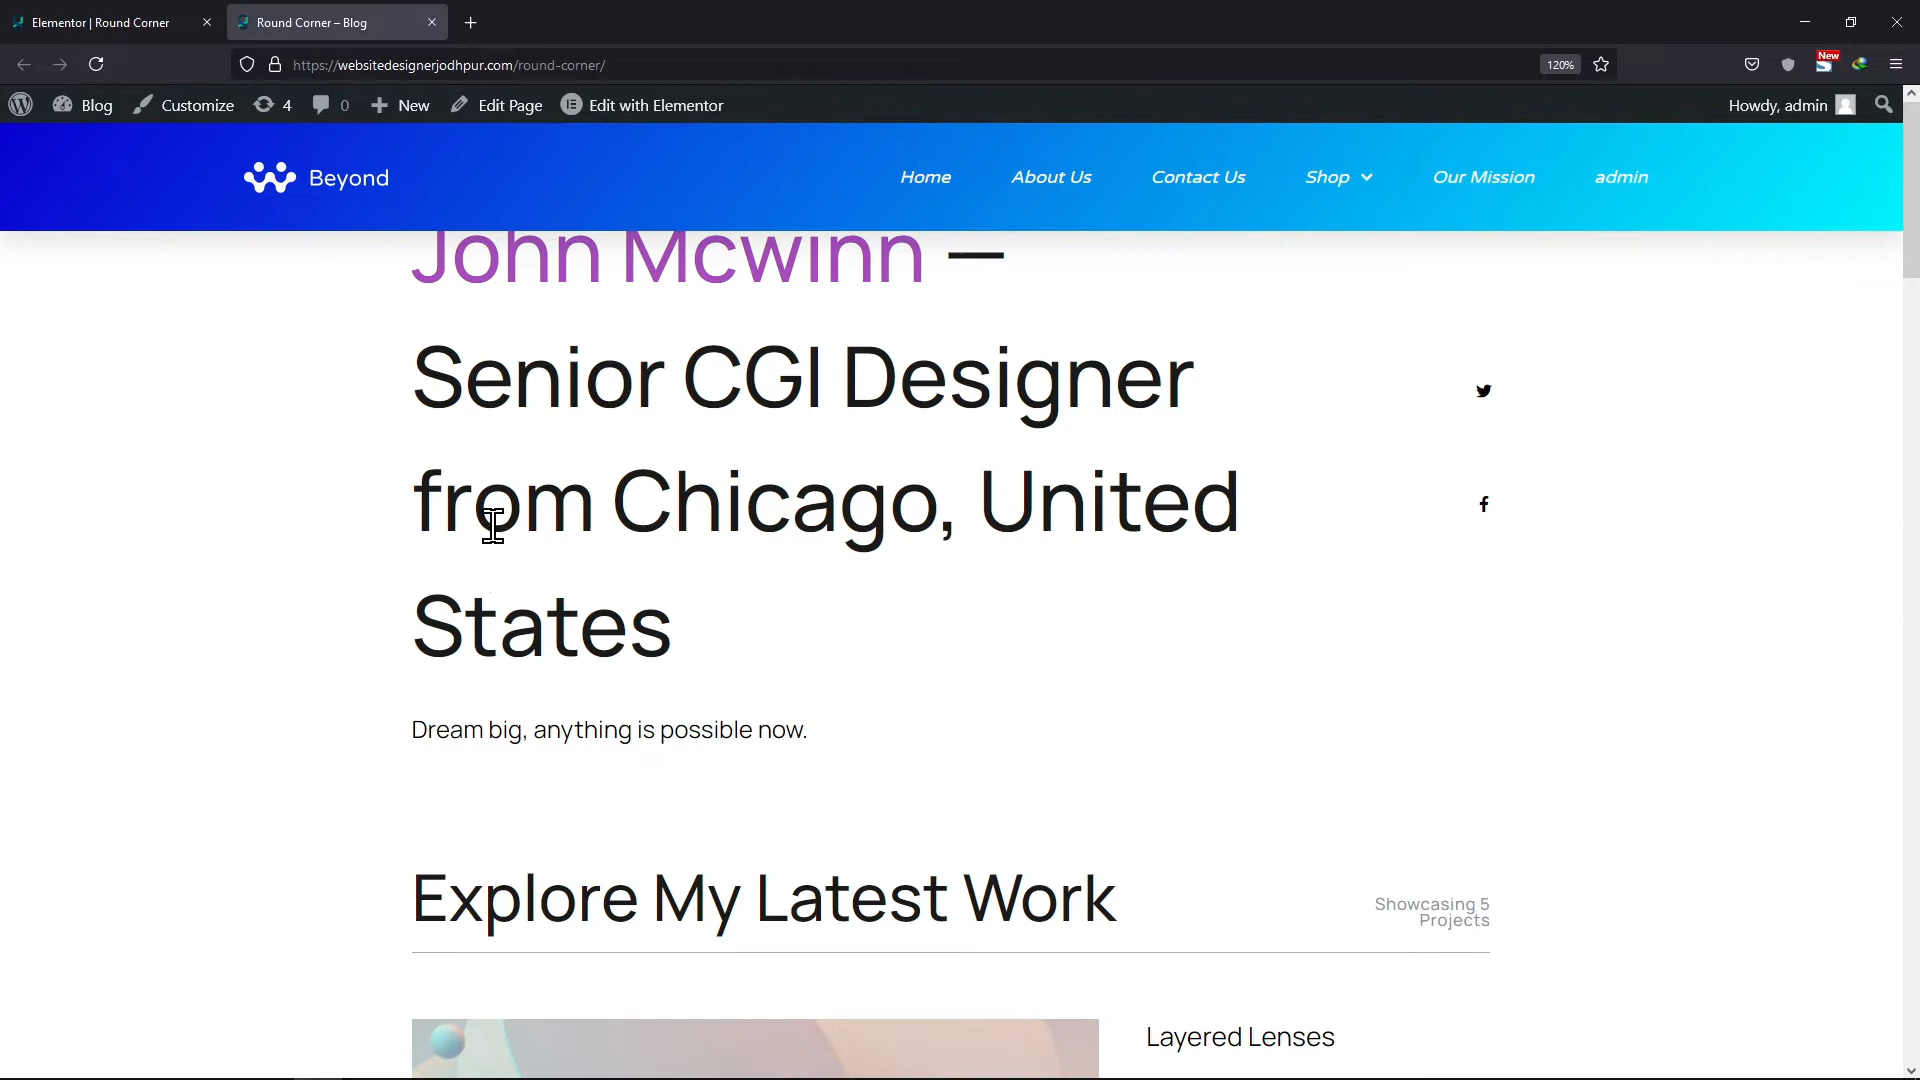 Elementor | Round Corner
Round Corner – Blog
https://websitedesignerjodhpur.com/round-corner/
120%
New
Blog
Customize
4
0
New
Edit Page
Edit with Elementor
Howdy, admin
Beyond
Home
About Us
Contact Us
Shop
Our Mission
admin
John Mcwinn —
Senior CGI Designer
from Chicago, United
States
Dream big, anything is possible now.
Explore My Latest Work
Showcasing 5
Projects
Layered Lenses